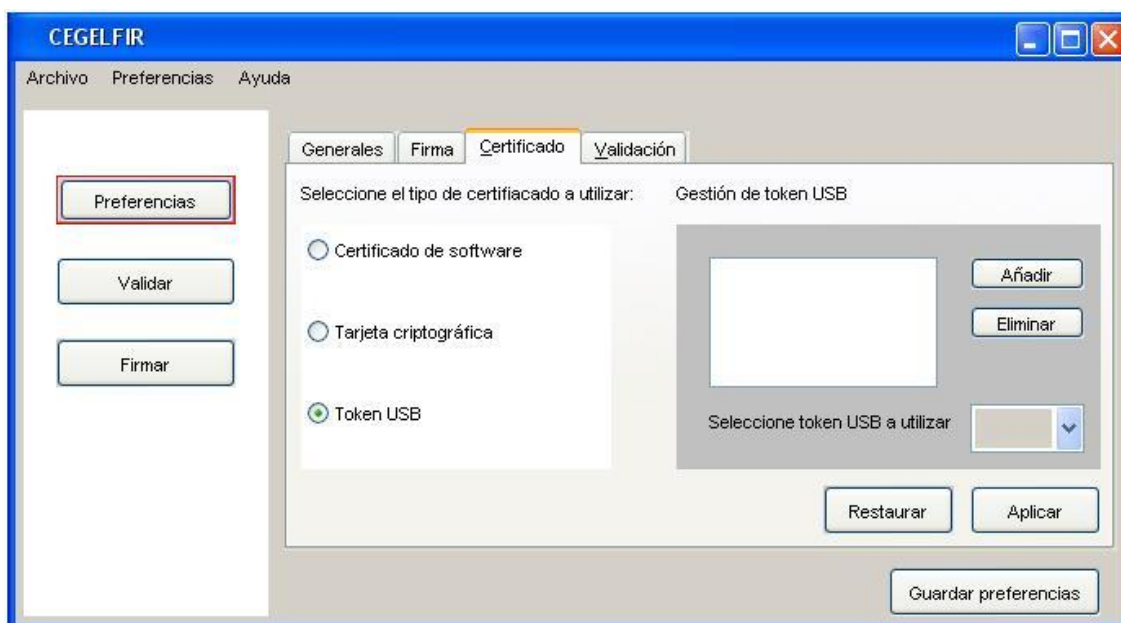 CEGELFIR
Archivo Preferencias Ayuda
Preferencias
Validar
Firmar
Generales Firma Certificado Validación
Seleccione el tipo de certifiacado a utilizar:
Certificado de software
Tarjeta criptográfica
Token USB
Gestión de token USB
Añadir
Eliminar
Seleccione token USB a utilizar
Restaurar Aplicar
Guardar preferencias